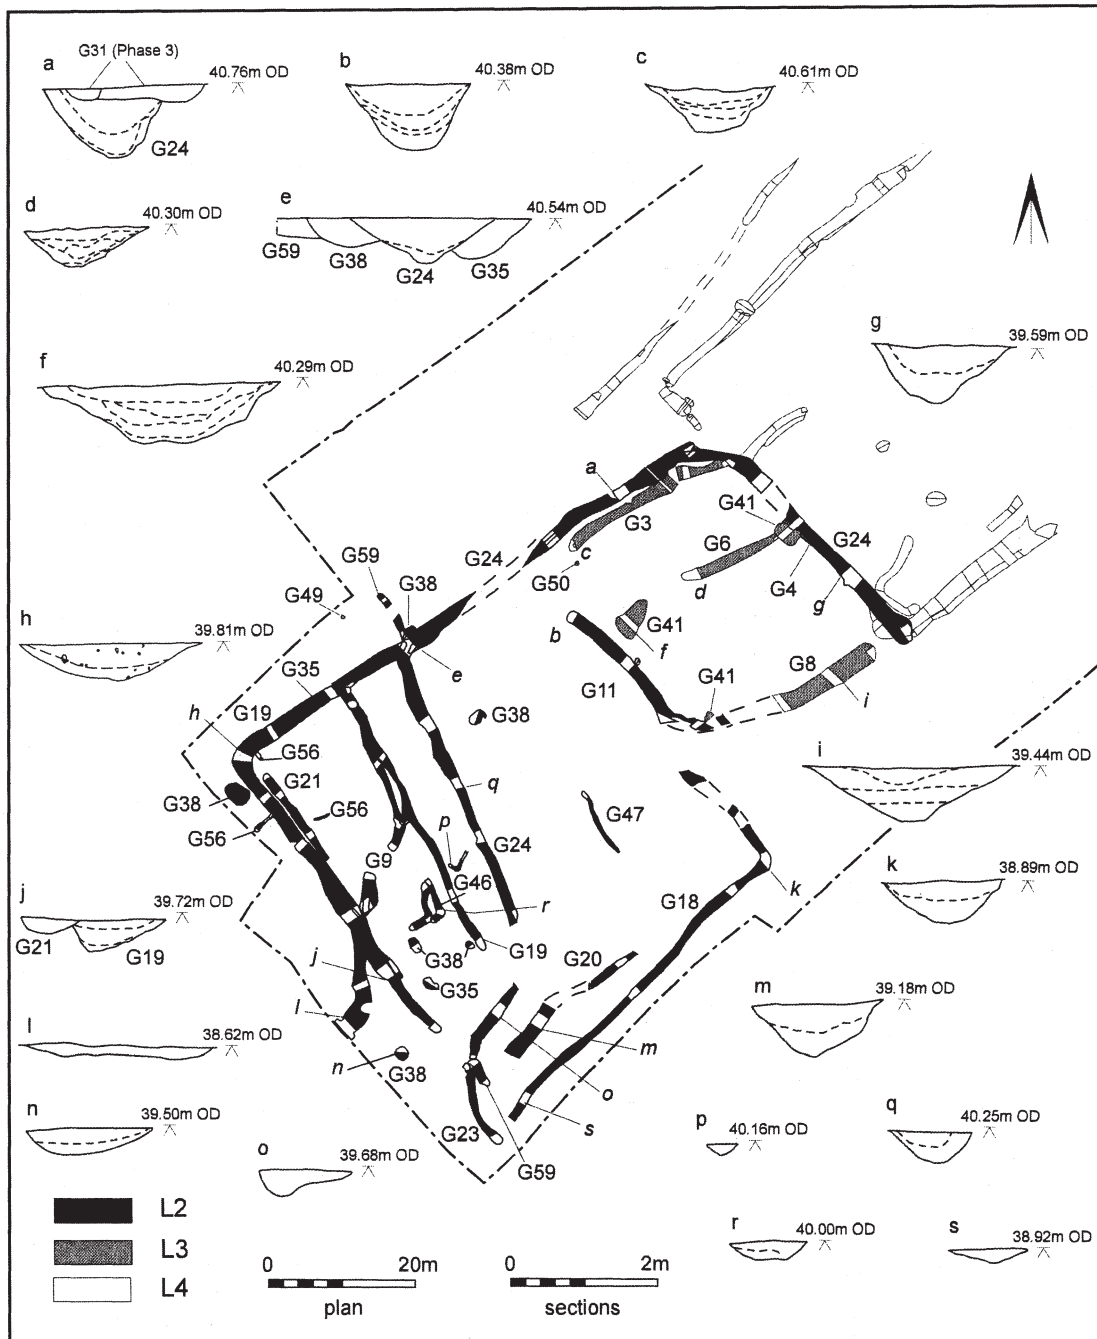 G31 (Phase 3)
a
40.76m OD
G24
b
40.38m OD
c
40.61m OD
d
40.30m OD
e
40.54m OD
G59
G38
G24
G35
f
40.29m OD
g
39.59m OD
a
G3
c
G50
G41
G6
d
G24
G4
g
G59
G38
G24
G49
e
b
G41
f
G11
G41
G8
i
h
39.81m OD
G35
G19
h
G56
G21
G38
G56
G56
G38
q
G47
p
G24
G9
G46
r
G38
G19
G35
i
39.44m OD
k
G18
k
38.89m OD
j
39.72m OD
G21
G19
j
G20
m
39.18m OD
l
38.62m OD
l
m
n
G38
o
s
G23
G59
n
39.50m OD
o
39.68m OD
p
40.16m OD
q
40.25m OD
r
40.00m OD
s
38.92m OD
L2
L3
L4
0
20m
plan
0
2m
sections